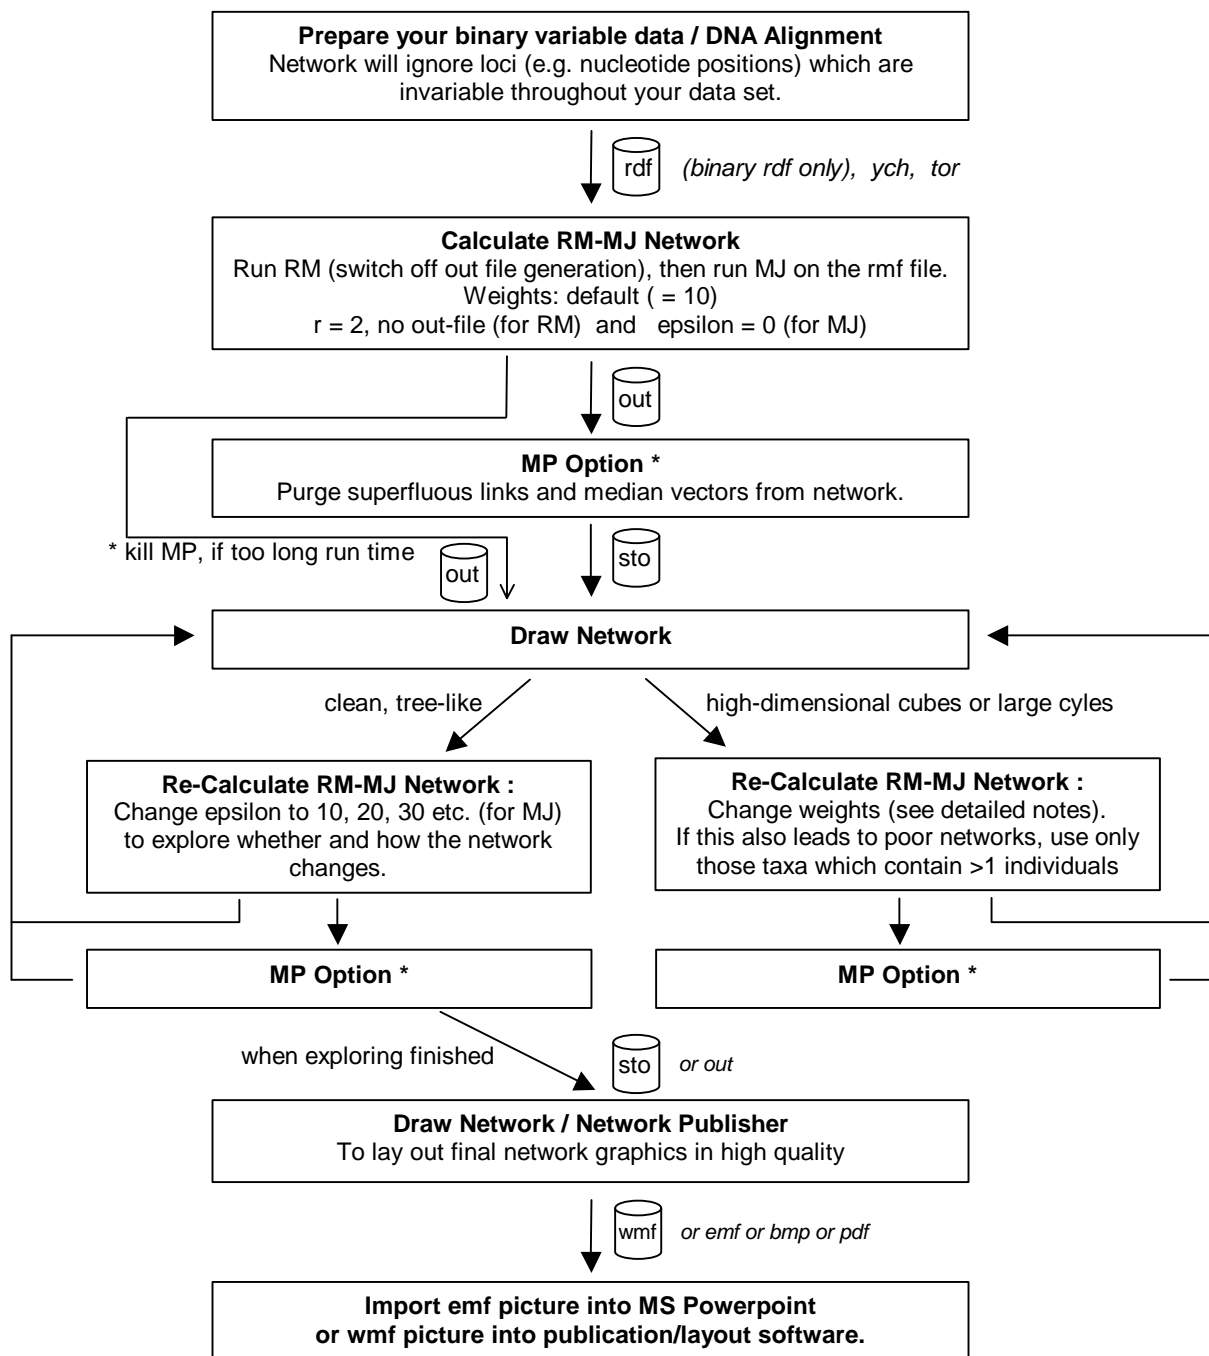 Prepare your binary variable data / DNA Alignment
Network will ignore loci (e.g. nucleotide positions) which are
invariable throughout your data set.
rdf (binary rdf only), ych, tor
Calculate RM-MJ Network
Run RM (switch off out file generation), then run MJ on the rmf file.
Weights: default ( = 10)
r = 2, no out-file (for RM) and epsilon = 0 (for MJ)
out
MP Option *
Purge superfluous links and median vectors from network.
* kill MP, if too long run time
out
sto
Draw Network
clean, tree-like
high-dimensional cubes or large cyles
Re-Calculate RM-MJ Network :
Change epsilon to 10, 20, 30 etc. (for MJ)
to explore whether and how the network
changes.
Re-Calculate RM-MJ Network :
Change weights (see detailed notes).
If this also leads to poor networks, use only
those taxa which contain >1 individuals
MP Option *
MP Option *
when exploring finished
sto or out
Draw Network / Network Publisher
To lay out final network graphics in high quality
wmf or emf or bmp or pdf
Import emf picture into MS Powerpoint
or wmf picture into publication/layout software.